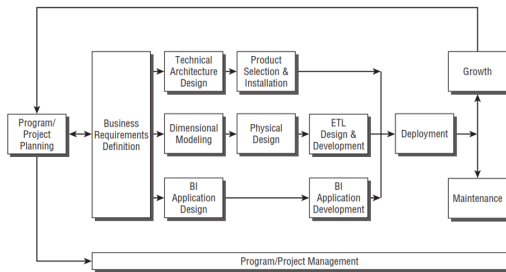 Technical
Architecture
Design
Product
Selection &
Installation
Growth
Program/
Project
Planning
Business
Requirements
Definition
Dimensional
Modeling
Physical
Design
ETL
Design &
Development
Deployment
BI
Application
Design
BI
Application
Development
Maintenance
Program/Project Management